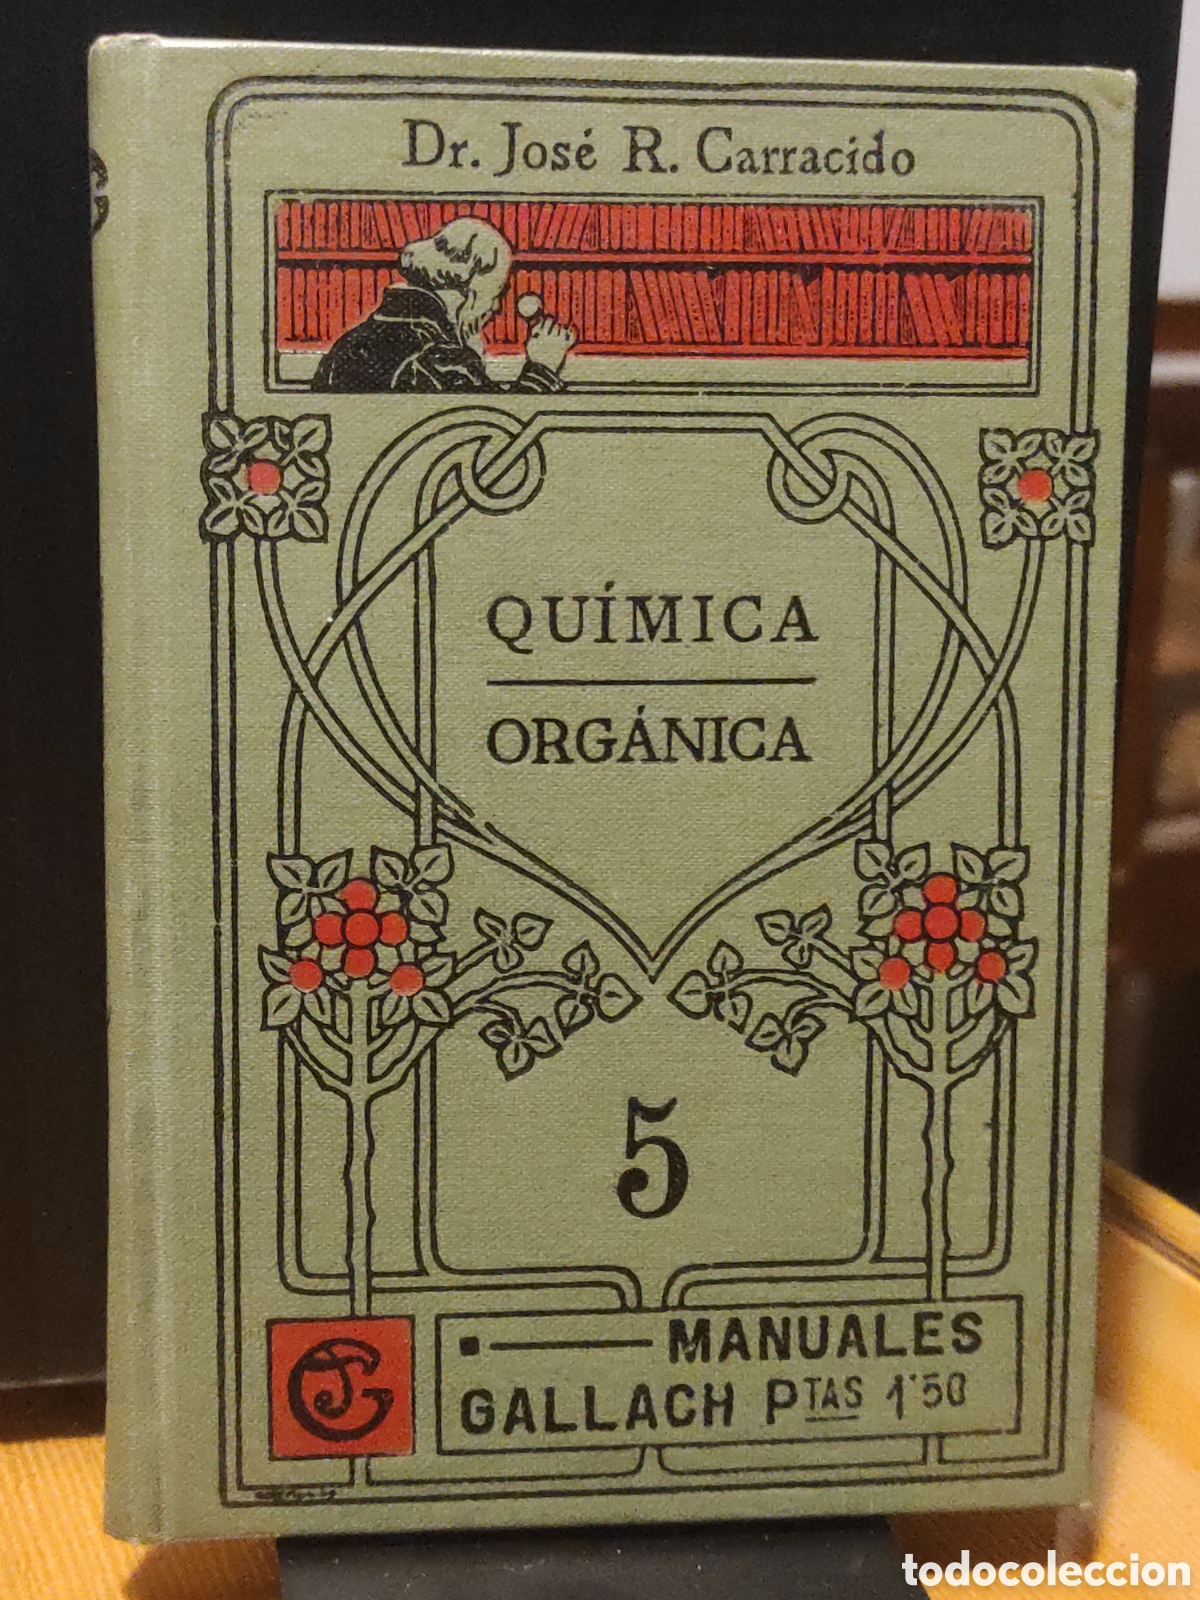 Dr. José R. Carracido
QUÍMICA
ORGÁNICA
5
MANUALES
GALLACH PTAS 1'50
todocoleccion